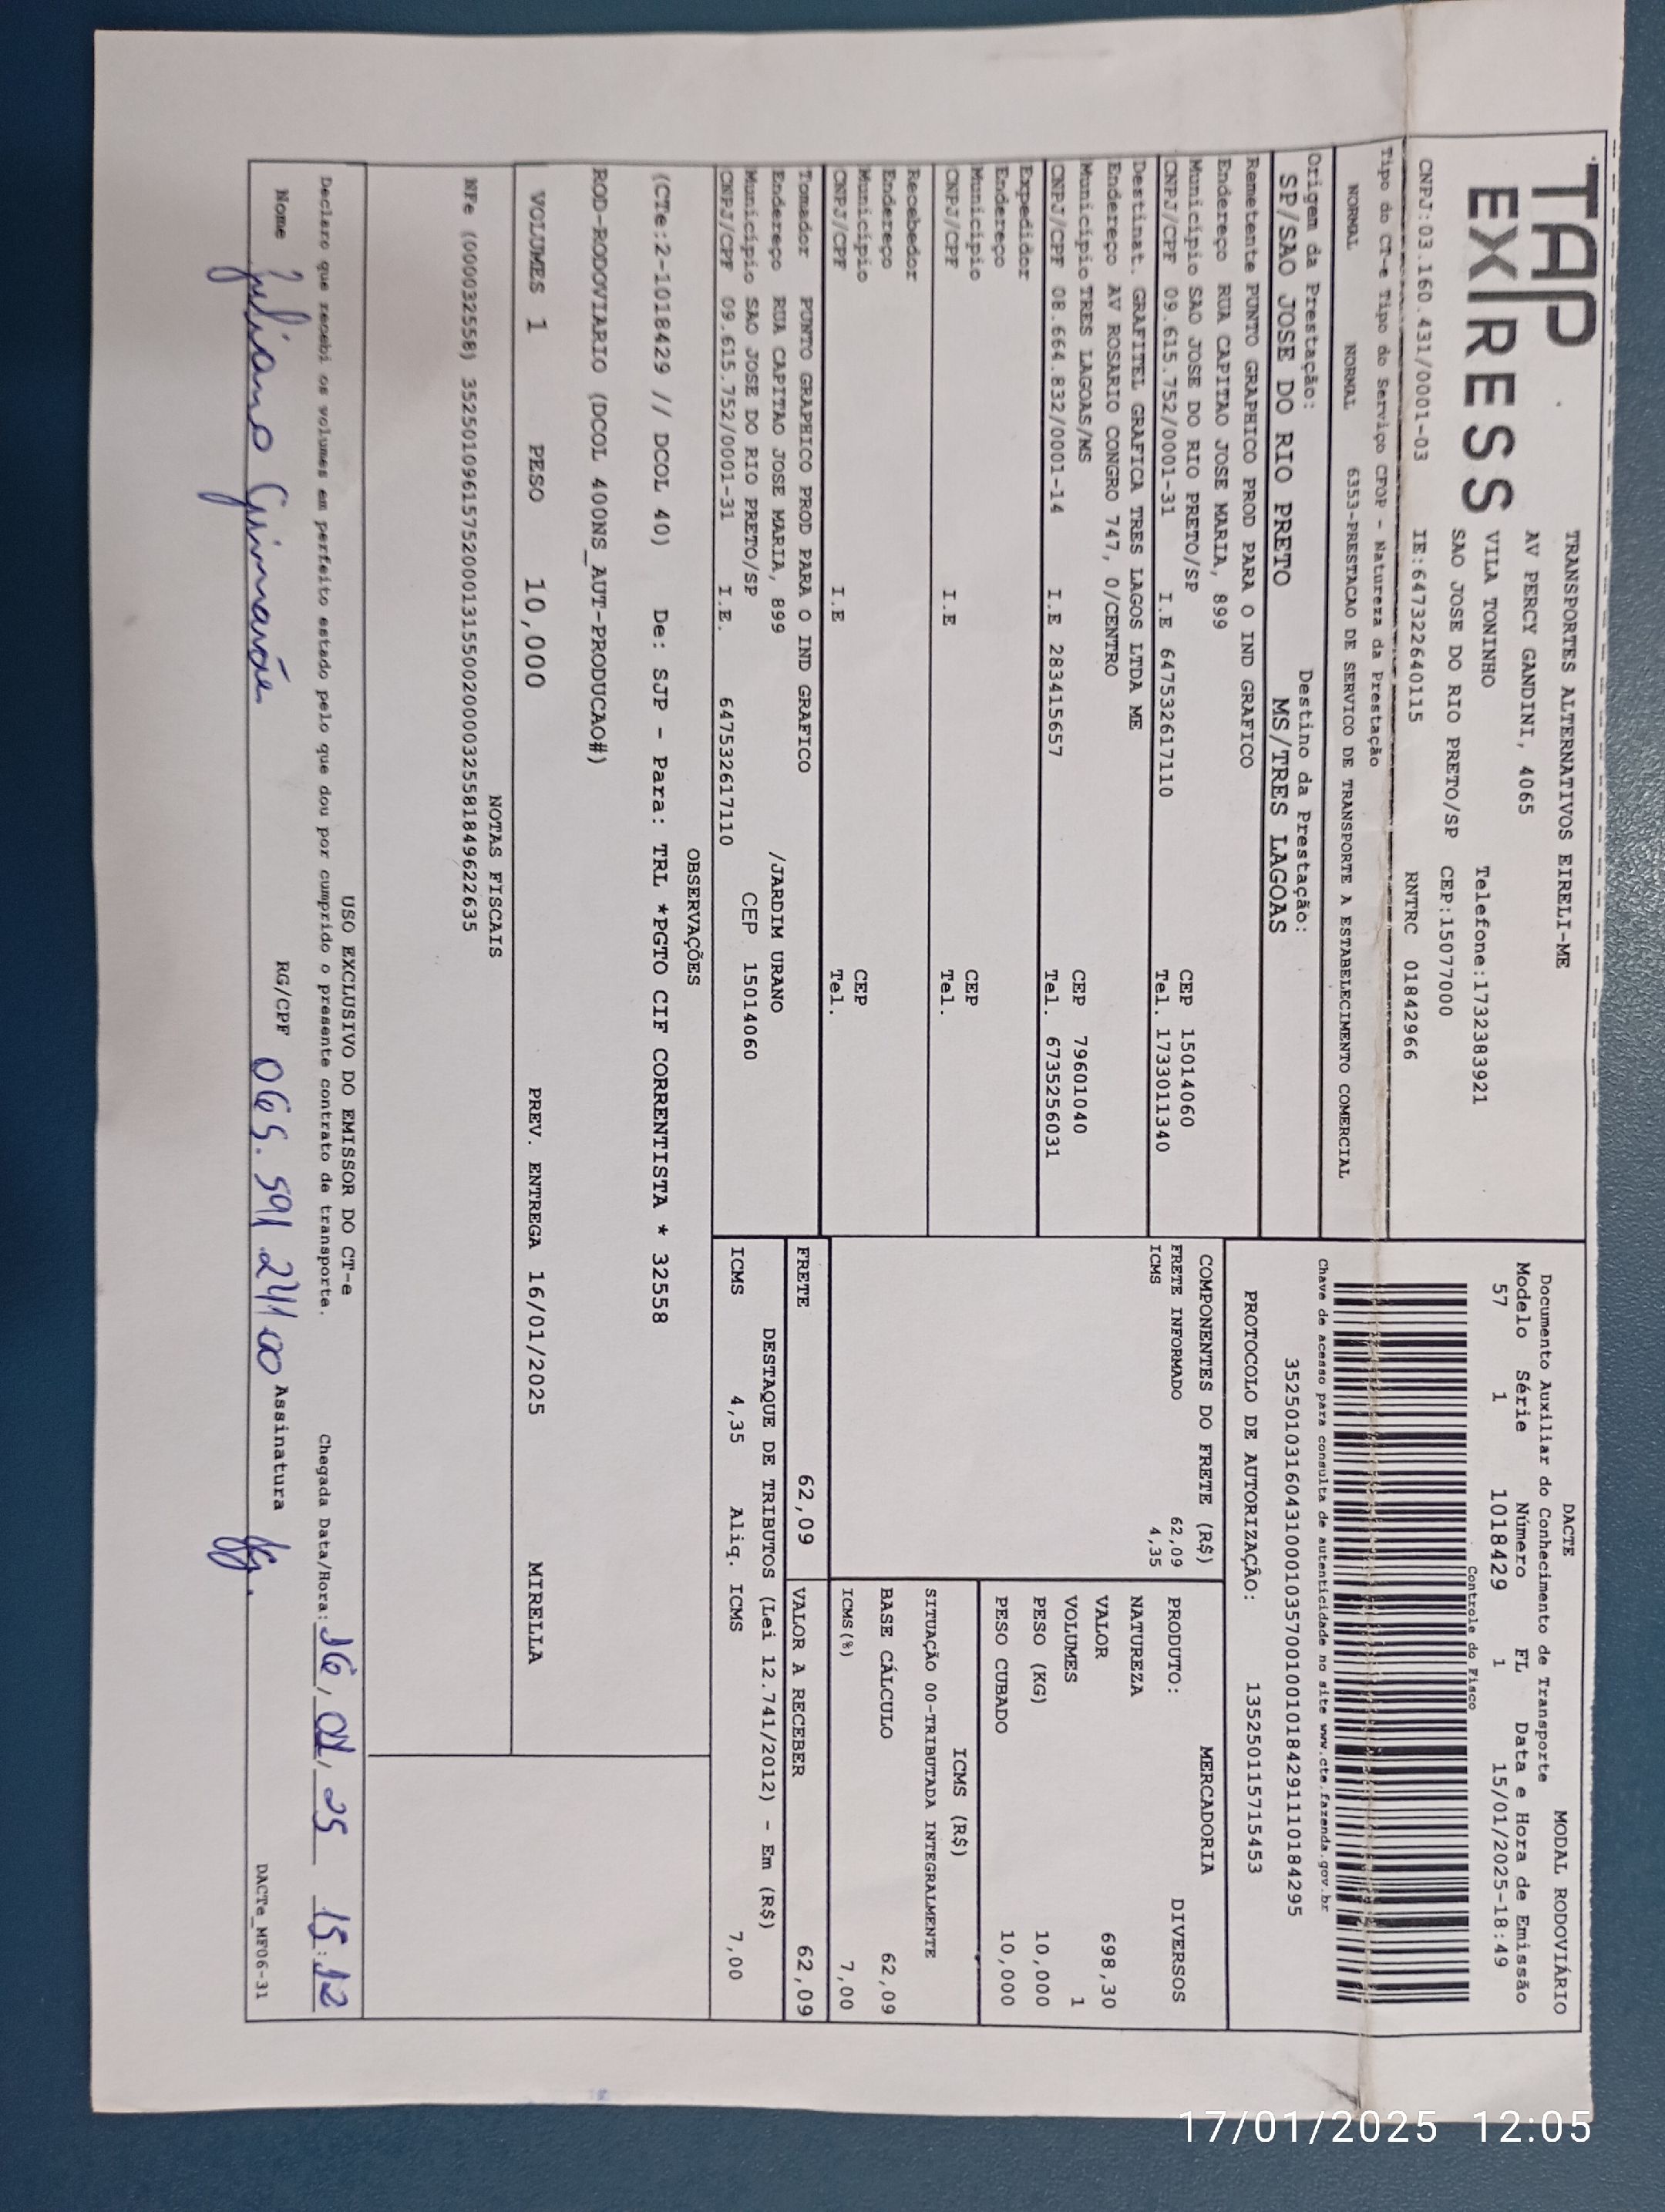 TAP
EXPRESS
TRANSPORTES ALTERNATIVOS EIRELI-ME
AV PERCY GANDINI, 4065
VILA TONINHO Telefone:1732383921
SAO JOSE DO RIO PRETO/SP CEP:15077000
CNPJ:03.160.431/0001-03 IE:647322640115 RNTRC 01842966
DACTE MODAL RODOVIÁRIO
Documento Auxiliar do Conhecimento de Transporte
Modelo Série Número FL Data e Hora de Emissão
57 1 1018429 1 15/01/2025-18:49
Controle do Fisco
Tipo do CT-e Tipo do Serviço CFOP - Natureza da Prestação
NORMAL NORMAL 6353-PRESTACAO DE SERVICO DE TRANSPORTE A ESTABELECIMENTO COMERCIAL
Chave de acesso para consulta de autenticidade no site www.cte.fazenda.gov.br
35250103160431000103570010010184291110184295
PROTOCOLO DE AUTORIZAÇÃO: 135250115715453
Origem da Prestação: Destino da Prestação:
SP/SAO JOSE DO RIO PRETO MS/TRES LAGOAS
Remetente PUNTO GRAPHICO PROD PARA O IND GRAFICO
Endereço RUA CAPITAO JOSE MARIA, 899
Município SAO JOSE DO RIO PRETO/SP CEP 15014060
CNPJ/CPF 09.615.752/0001-31 I.E 647532617110 Tel. 1733011340
Destinat. GRAFITEL GRAFICA TRES LAGOS LTDA ME
Endereço AV ROSARIO CONGRO 747, 0/CENTRO
Município TRES LAGOAS/MS CEP 79601040
CNPJ/CPF 08.664.832/0001-14 I.E 283415657 Tel. 6735256031
Expedidor
Endereço
Município CEP
CNPJ/CPF I.E Tel.
Recebedor
Endereço
Município CEP
CNPJ/CPF I.E Tel.
Tomador PUNTO GRAPHICO PROD PARA O IND GRAFICO
Endereço RUA CAPITAO JOSE MARIA, 899 /JARDIM URANO
Município SAO JOSE DO RIO PRETO/SP CEP 15014060
CNPJ/CPF 09.615.752/0001-31 I.E. 647532617110
COMPONENTES DO FRETE (R$)
FRETE INFORMADO 62,09
ICMS 4,35
MERCADORIA
PRODUTO: DIVERSOS
NATUREZA
VALOR 698,30
VOLUMES 1
PESO (KG) 10,000
PESO CUBADO 10,000
ICMS (R$)
SITUAÇÃO 00-TRIBUTADA INTEGRALMENTE
BASE CÁLCULO 62,09
ICMS(%) 7,00
FRETE 62,09 VALOR A RECEBER 62,09
DESTAQUE DE TRIBUTOS (Lei 12.741/2012) - Em (R$)
ICMS 4,35 Aliq. ICMS 7,00
OBSERVAÇÕES
(CTe:2-1018429 // DCOL 40) De: SJP - Para: TRL *PGTO CIF CORRENTISTA * 32558
ROD-RODOVIARIO (DCOL 400NS_AUT-PRODUCAO#)
VOLUMES 1 PESO 10,000 PREV. ENTREGA 16/01/2025 MIRELLA
NOTAS FISCAIS
NFe (000032558) 35250109615752000131550020000325581849622635
USO EXCLUSIVO DO EMISSOR DO CT-e
Declaro que recebi os volumes em perfeito estado pelo que dou por cumprido o presente contrato de transporte. Chegada Data/Hora: 16/01/25 15:12
Nome Juliano Guimarães RG/CPF 065.591.241 00 Assinatura
DACTe_MF06-31
17/01/2025 12:05